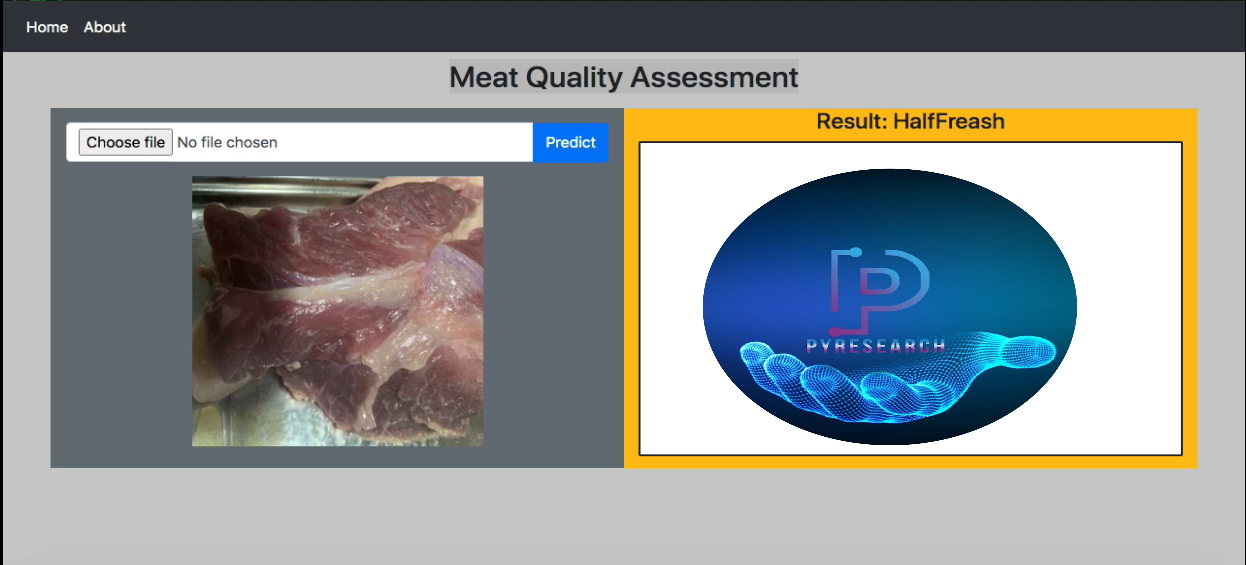 Home About
Meat Quality Assessment
Choose file No file chosen Predict
Result: HalfFreash
P
PYRESEARCH